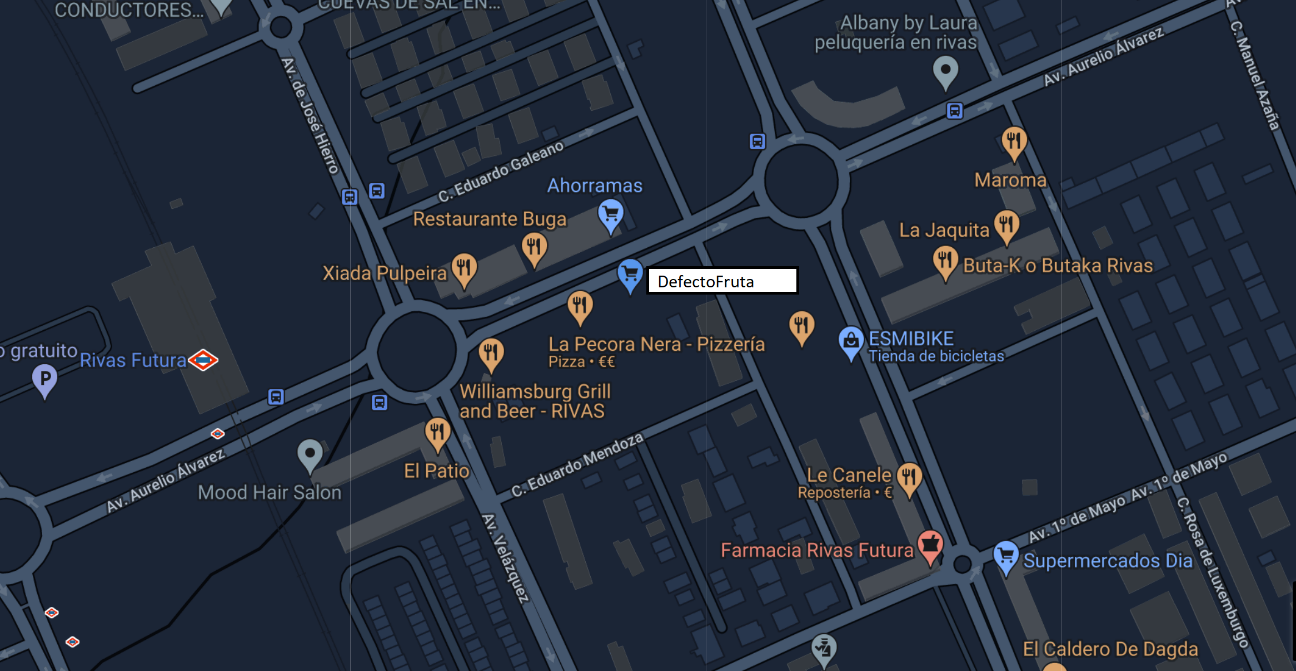 CONDUCTORES...
CUEVAS DE SAL EN...
Albany by Laura
peluquería en rivas
Av. Aurelio Álvarez
C. Manuel Azaña
Av. de José Hierro
C. Eduardo Galeano
Ahorramas
Maroma
Restaurante Buga
La Jaquita
Xiada Pulpeira
Buta-K o Butaka Rivas
DefectoFruta
ESMIBIKE
Tienda de bicicletas
La Pecora Nera - Pizzería
Pizza • €€
o gratuito
P
Rivas Futura
Williamsburg Grill
and Beer - RIVAS
El Patio
C. Eduardo Mendoza
Av. Aurelio Álvarez
Mood Hair Salon
Le Canele
Repostería • €
Av. 1º de Mayo
Av. 1º de Mayo
Av. Velázquez
Farmacia Rivas Futura
Supermercados Dia
C. Rosa de Luxemburgo
El Caldero De Dagda